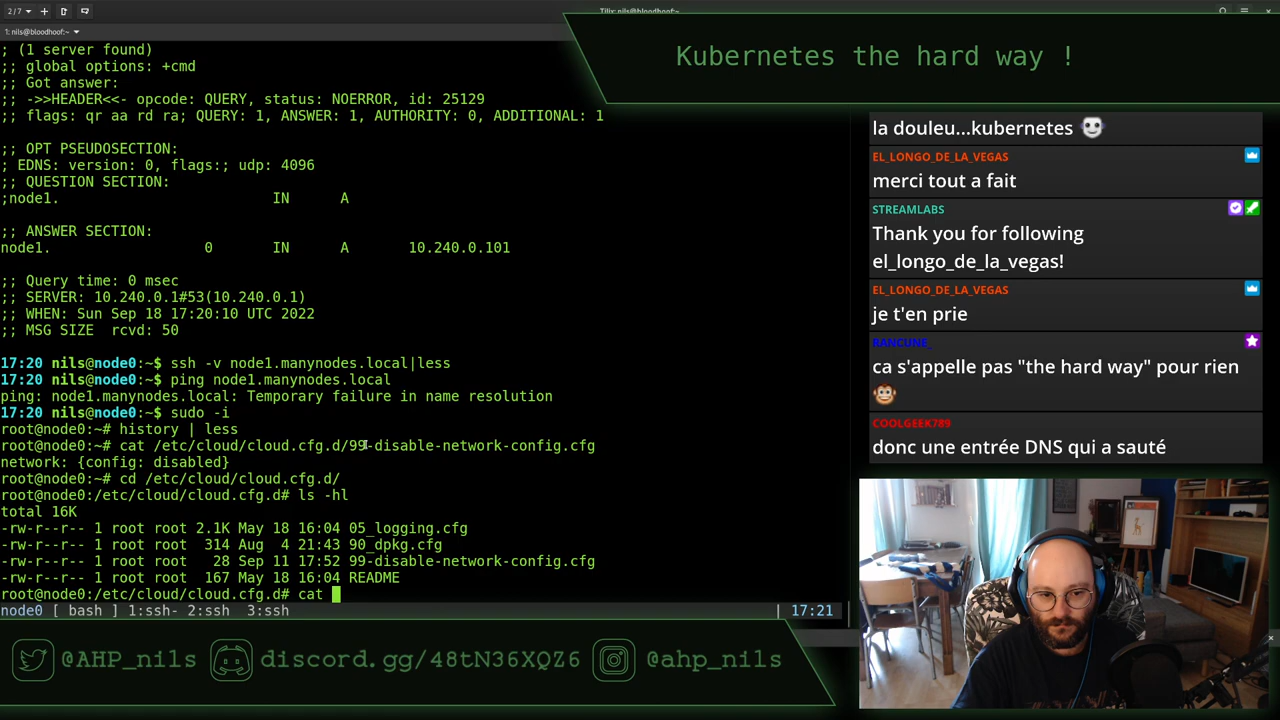 2/7
Tilix: nils@bloodhoof:~
1: nils@bloodhoof:~
Kubernetes the hard way !
; (1 server found)
;; global options: +cmd
;; Got answer:
;; ->>HEADER<<- opcode: QUERY, status: NOERROR, id: 25129
;; flags: qr aa rd ra; QUERY: 1, ANSWER: 1, AUTHORITY: 0, ADDITIONAL: 1
;; OPT PSEUDOSECTION:
; EDNS: version: 0, flags:; udp: 4096
;; QUESTION SECTION:
;node1. IN A
;; ANSWER SECTION:
node1. 0 IN A 10.240.0.101
;; Query time: 0 msec
;; SERVER: 10.240.0.1#53(10.240.0.1)
;; WHEN: Sun Sep 18 17:20:10 UTC 2022
;; MSG SIZE rcvd: 50
17:20 nils@node0:~$ ssh -v node1.manynodes.local|less
17:20 nils@node0:~$ ping node1.manynodes.local
ping: node1.manynodes.local: Temporary failure in name resolution
17:20 nils@node0:~$ sudo -i
root@node0:~# history | less
root@node0:~# cat /etc/cloud/cloud.cfg.d/99-disable-network-config.cfg
network: {config: disabled}
root@node0:~# cd /etc/cloud/cloud.cfg.d/
root@node0:/etc/cloud/cloud.cfg.d# ls -hl
total 16K
-rw-r--r-- 1 root root 2.1K May 18 16:04 05_logging.cfg
-rw-r--r-- 1 root root 314 Aug 4 21:43 90_dpkg.cfg
-rw-r--r-- 1 root root 28 Sep 11 17:52 99-disable-network-config.cfg
-rw-r--r-- 1 root root 167 May 18 16:04 README
root@node0:/etc/cloud/cloud.cfg.d# cat
node0 [ bash ] 1:ssh- 2:ssh 3:ssh | 17:21
la douleu...kubernetes
EL_LONGO_DE_LA_VEGAS
merci tout a fait
STREAMLABS
Thank you for following
el_longo_de_la_vegas!
EL_LONGO_DE_LA_VEGAS
je t'en prie
RANCUNE_
ca s'appelle pas "the hard way" pour rien
COOLGEEK789
donc une entrée DNS qui a sauté
@AHP_nils
discord.gg/48tN36XQZ6
@ahp_nils